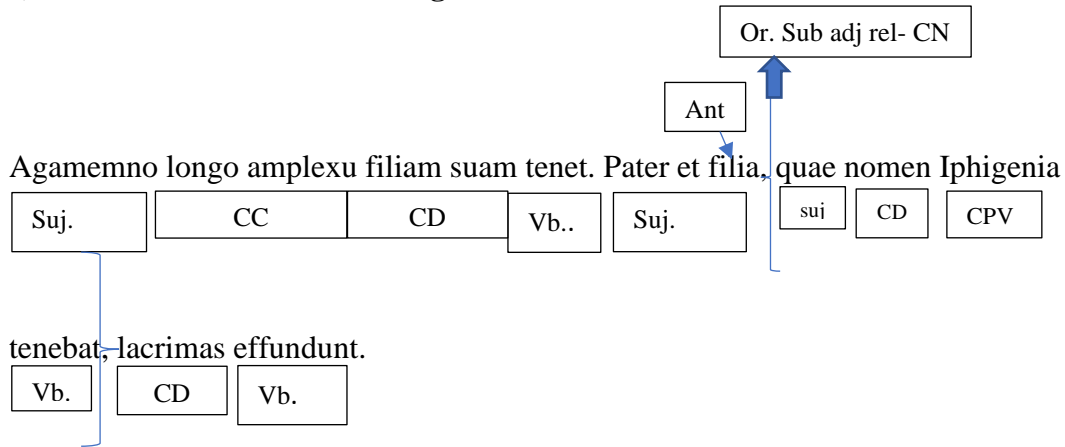 Or. Sub adj rel- CN
Ant
Agamemno longo amplexu filiam suam tenet. Pater et filia, quae nomen Iphigenia
Suj. CC CD Vb.. Suj. suj CD CPV
tenebat, lacrimas effundunt.
Vb. CD Vb.